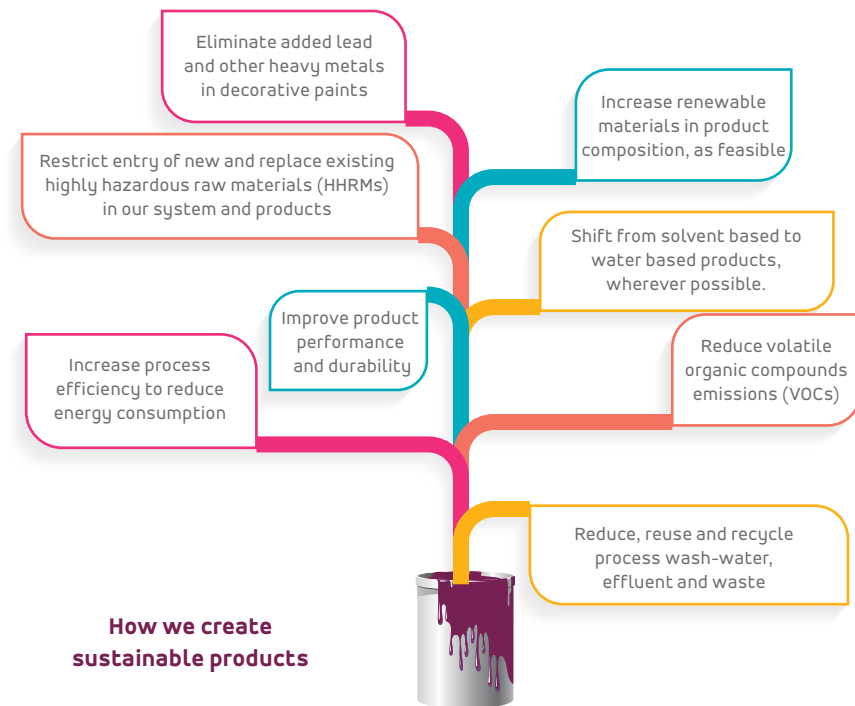 Eliminate added lead
and other heavy metals
in decorative paints
Increase renewable
materials in product
composition, as feasible
Restrict entry of new and replace existing
highly hazardous raw materials (HHRMs)
in our system and products
Shift from solvent based to
water based products,
wherever possible.
Improve product
performance
and durability
Increase process
efficiency to reduce
energy consumption
Reduce volatile
organic compounds
emissions (VOCs)
Reduce, reuse and recycle
process wash-water,
effluent and waste
How we create
sustainable products